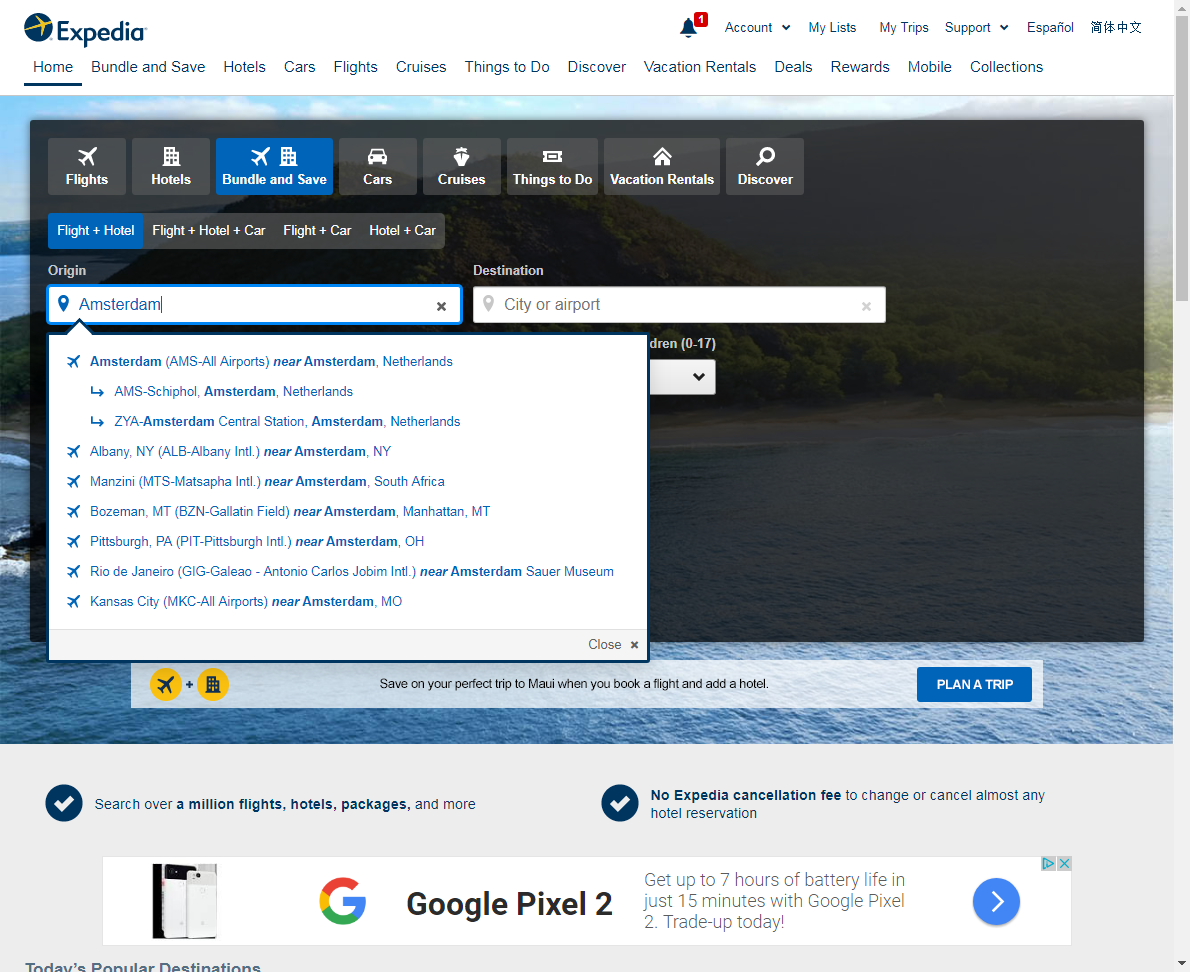 Expedia
1
Account
My Lists
My Trips
Support
Español
简体中文
Home
Bundle and Save
Hotels
Cars
Flights
Cruises
Things to Do
Discover
Vacation Rentals
Deals
Rewards
Mobile
Collections
Flights
Hotels
Bundle and Save
Cars
Cruises
Things to Do
Vacation Rentals
Discover
Flight + Hotel
Flight + Hotel + Car
Flight + Car
Hotel + Car
Origin
Destination
Amsterdam
City or airport
dren (0-17)
Amsterdam (AMS-All Airports) near Amsterdam, Netherlands
AMS-Schiphol, Amsterdam, Netherlands
ZYA-Amsterdam Central Station, Amsterdam, Netherlands
Albany, NY (ALB-Albany Intl.) near Amsterdam, NY
Manzini (MTS-Matsapha Intl.) near Amsterdam, South Africa
Bozeman, MT (BZN-Gallatin Field) near Amsterdam, Manhattan, MT
Pittsburgh, PA (PIT-Pittsburgh Intl.) near Amsterdam, OH
Rio de Janeiro (GIG-Galeao - Antonio Carlos Jobim Intl.) near Amsterdam Sauer Museum
Kansas City (MKC-All Airports) near Amsterdam, MO
Close
+
Save on your perfect trip to Maui when you book a flight and add a hotel.
PLAN A TRIP
Search over a million flights, hotels, packages, and more
No Expedia cancellation fee to change or cancel almost any
hotel reservation
Google Pixel 2
Get up to 7 hours of battery life in
just 15 minutes with Google Pixel
2. Trade-up today!
Today's Popular Destinations